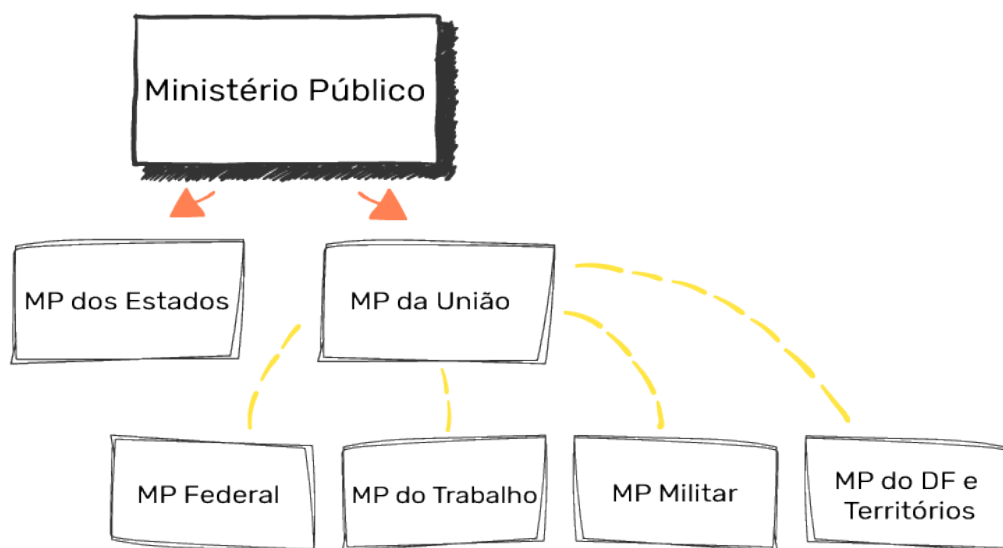 Ministério Público
MP dos Estados
MP da União
MP Federal
MP do Trabalho
MP Militar
MP do DF e
Territórios